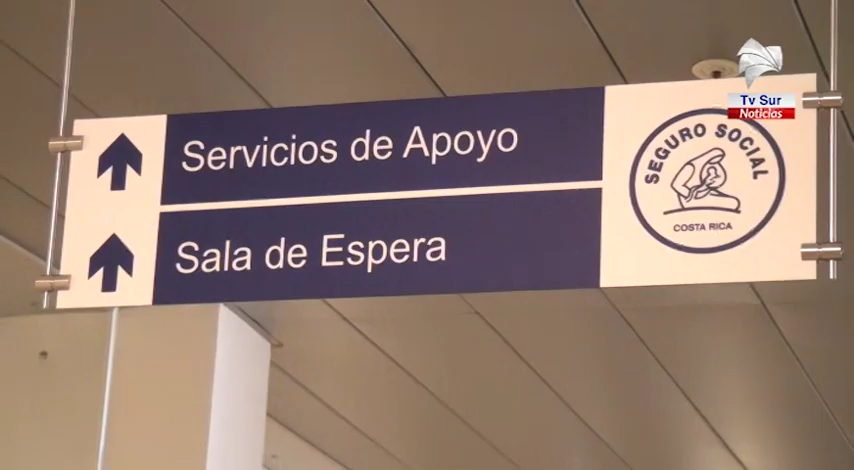 Tv Sur
Noticias
Servicios de Apoyo
Sala de Espera
SEGURO SOCIAL
COSTA RICA